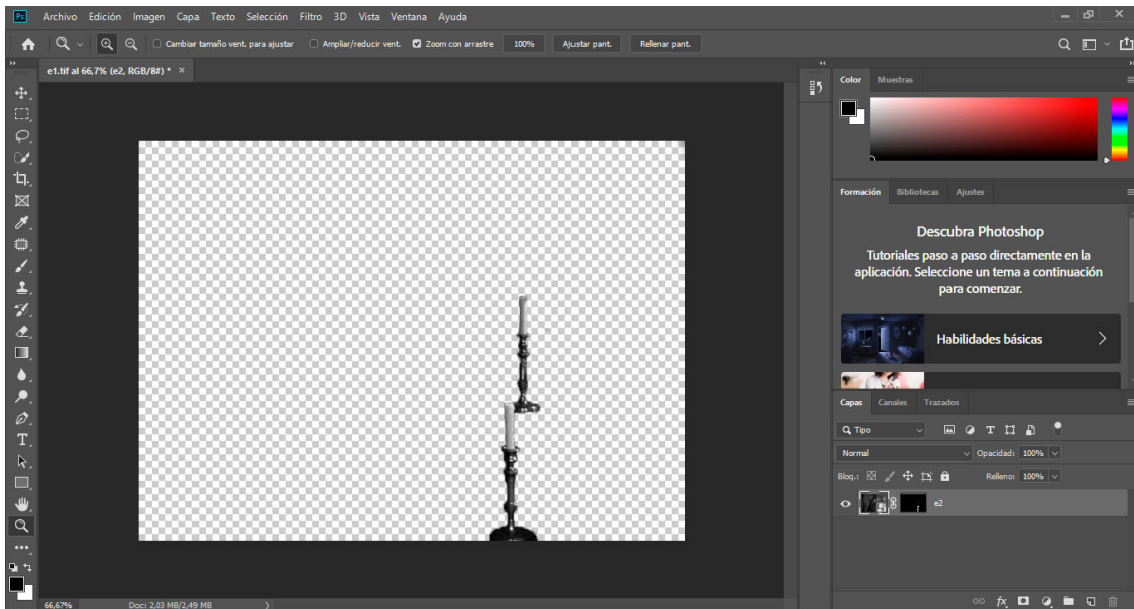 Ps Archivo Edición Imagen Capa Texto Selección Filtro 3D Vista Ventana Ayuda
Cambiar tamaño vent. para ajustar Ampliar/reducir vent. Zoom con arrastre 100% Ajustar pant. Rellenar pant.
e1.tif al 66,7% (e2, RGB/8#) * ×
Color Muestras
Formación Bibliotecas Ajustes
Descubra Photoshop
Tutoriales paso a paso directamente en la
aplicación. Seleccione un tema a continuación
para comenzar.
Habilidades básicas
Capas Canales Trazados
Tipo
Normal Opacidad: 100%
Bloq.: Relleno: 100%
e2
66,67% Doc: 2,03 MB/2,49 MB